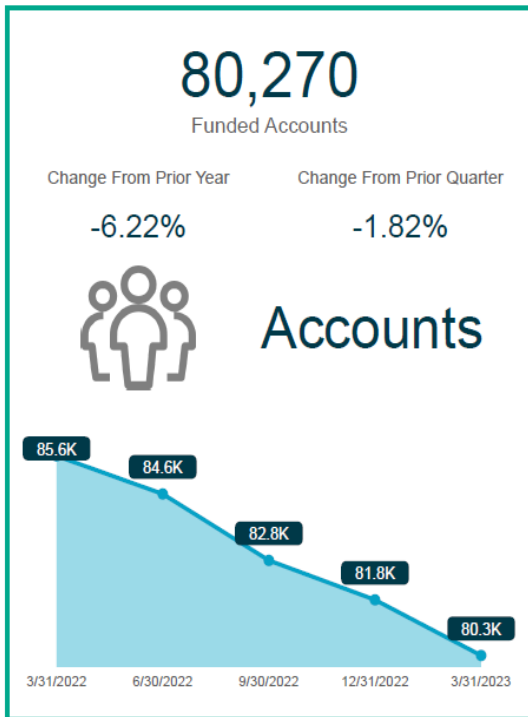 80,270
Funded Accounts
Change From Prior Year Change From Prior Quarter
-6.22% -1.82%
Accounts
85.6K
84.6K
82.8K
81.8K
80.3K
3/31/2022 6/30/2022 9/30/2022 12/31/2022 3/31/2023